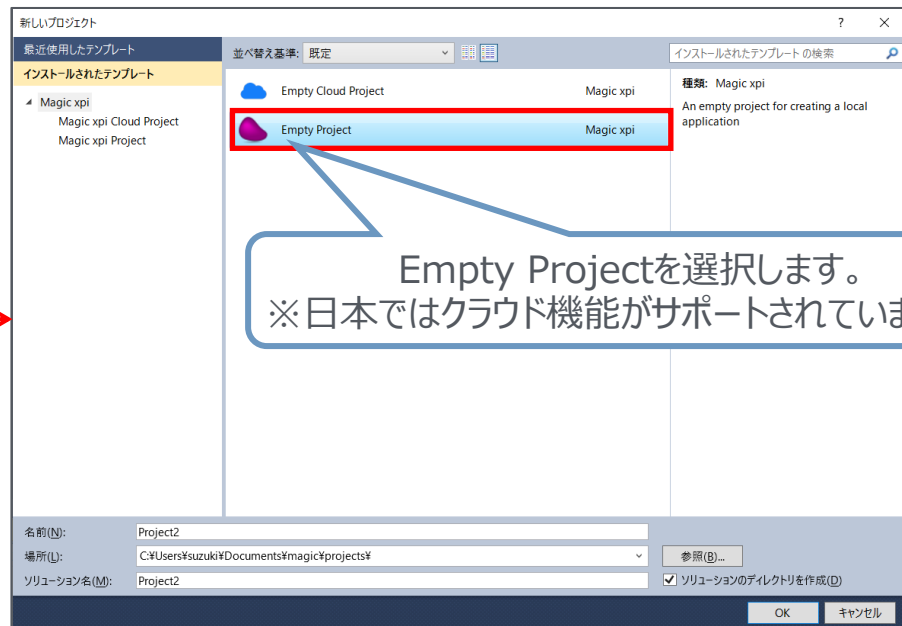 新しいプロジェクト
?
×
最近使用したテンプレート
インストールされたテンプレート
Magic xpi
Magic xpi Cloud Project
Magic xpi Project
並べ替え基準: 既定
Empty Cloud Project Magic xpi
Empty Project Magic xpi
インストールされたテンプレート の検索
種類: Magic xpi
An empty project for creating a local
application
Empty Projectを選択します。
※日本ではクラウド機能がサポートされていま
名前(N): Project2
場所(L): C:¥Users¥suzuki¥Documents¥magic¥projects¥ 参照(B)...
ソリューション名(M): Project2 ソリューションのディレクトリを作成(D)
OK キャンセル